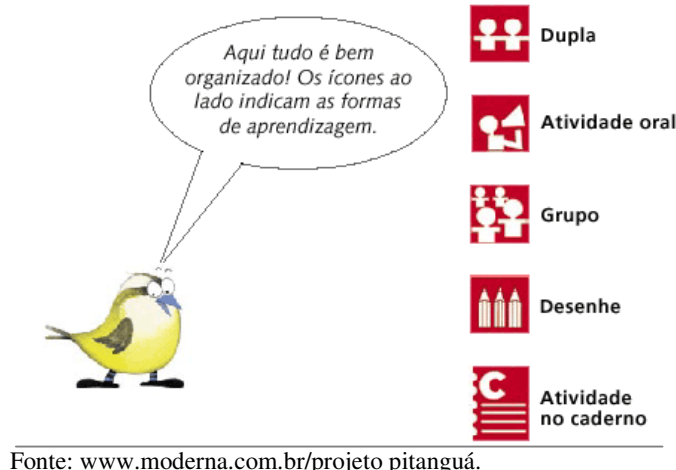 Aqui tudo é bem
organizado! Os ícones ao
lado indicam as formas
de aprendizagem.
Dupla
Atividade oral
Grupo
Desenhe
C
Atividade
no caderno
Fonte: www.moderna.com.br/projeto pitanguá.